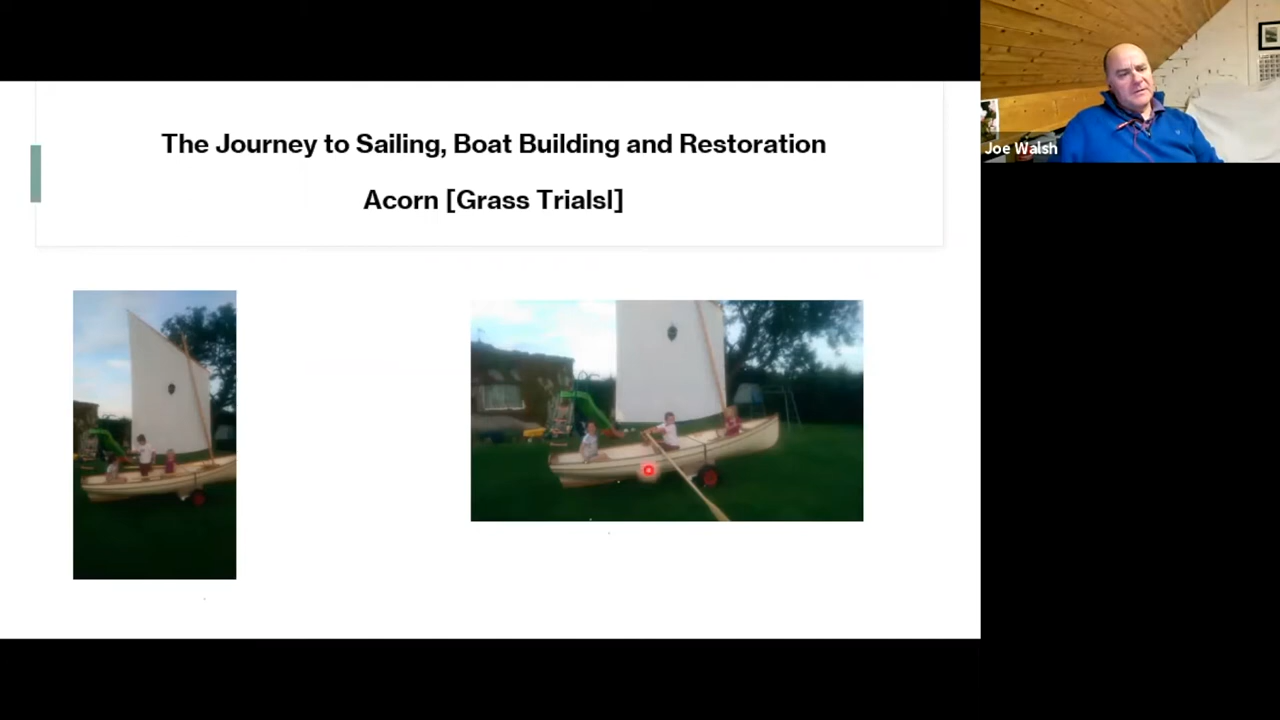 The Journey to Sailing, Boat Building and Restoration
Acorn [Grass Trialsl]
Joe Walsh